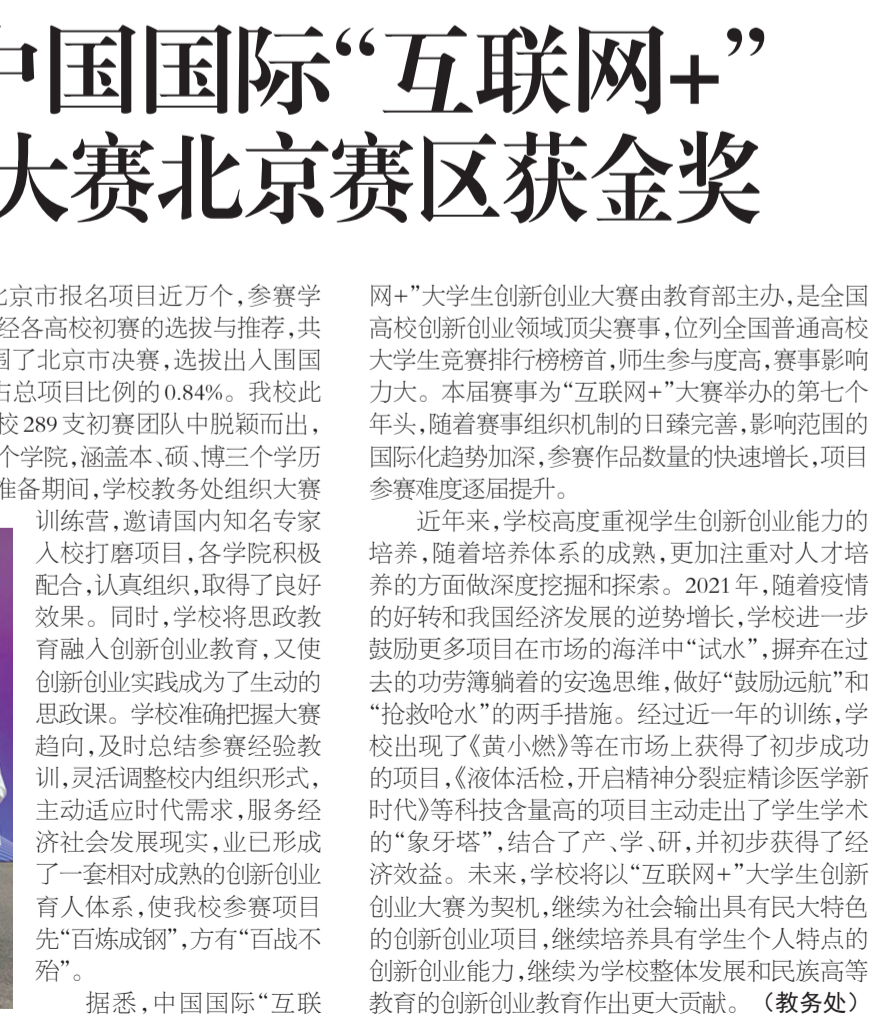 中国国际“互联网+”
大赛北京赛区获金奖
北京市报名项目近万个，参赛学
经各高校初赛的选拔与推荐，共
围了北京市决赛，选拔出入围国
占总项目比例的0.84%。我校此
校289支初赛团队中脱颖而出，
个学院，涵盖本、硕、博三个学历
准备期间，学校教务处组织大赛
训练营，邀请国内知名专家
入校打磨项目，各学院积极
配合，认真组织，取得了良好
效果。同时，学校将思政教
育融入创新创业教育，又使
创新创业实践成为了生动的
思政课。学校准确把握大赛
趋向，及时总结参赛经验教
训，灵活调整校内组织形式，
主动适应时代需求，服务经
济社会发展现实，业已形成
了一套相对成熟的创新创业
育人体系，使我校参赛项目
先“百炼成钢”，方有“百战不
殆”。
据悉，中国国际“互联
网+”大学生创新创业大赛由教育部主办，是全国
高校创新创业领域顶尖赛事，位列全国普通高校
大学生竞赛排行榜榜首，师生参与度高，赛事影响
力大。本届赛事为“互联网+”大赛举办的第七个
年头，随着赛事组织机制的日臻完善，影响范围的
国际化趋势加深，参赛作品数量的快速增长，项目
参赛难度逐届提升。
近年来，学校高度重视学生创新创业能力的
培养，随着培养体系的成熟，更加注重对人才培
养的方面做深度挖掘和探索。2021年，随着疫情
的好转和我国经济发展的逆势增长，学校进一步
鼓励更多项目在市场的海洋中“试水”，摒弃在过
去的功劳簿躺着的安逸思维，做好“鼓励远航”和
“抢救呛水”的两手措施。经过近一年的训练，学
校出现了《黄小燃》等在市场上获得了初步成功
的项目，《液体活检，开启精神分裂症精诊医学新
时代》等科技含量高的项目主动走出了学生学术
的“象牙塔”，结合了产、学、研，并初步获得了经
济效益。未来，学校将以“互联网+”大学生创新
创业大赛为契机，继续为社会输出具有民大特色
的创新创业项目，继续培养具有学生个人特点的
创新创业能力，继续为学校整体发展和民族高等
教育的创新创业教育作出更大贡献。（教务处）